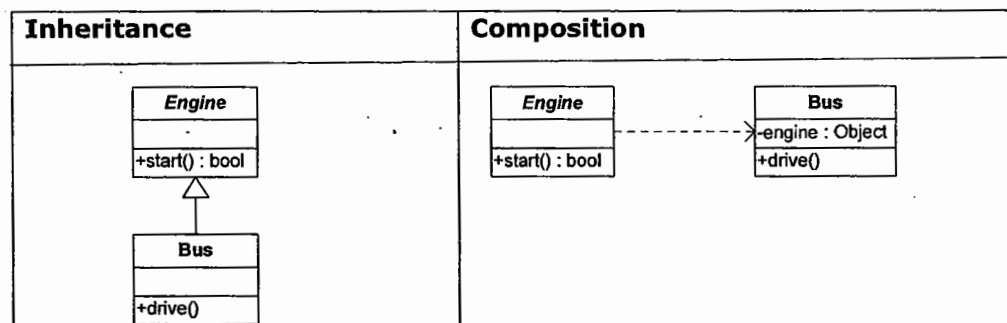 Inheritance
Composition
Engine
+start() : bool
Bus
+drive()
Engine
+start() : bool
Bus
-engine : Object
+drive()